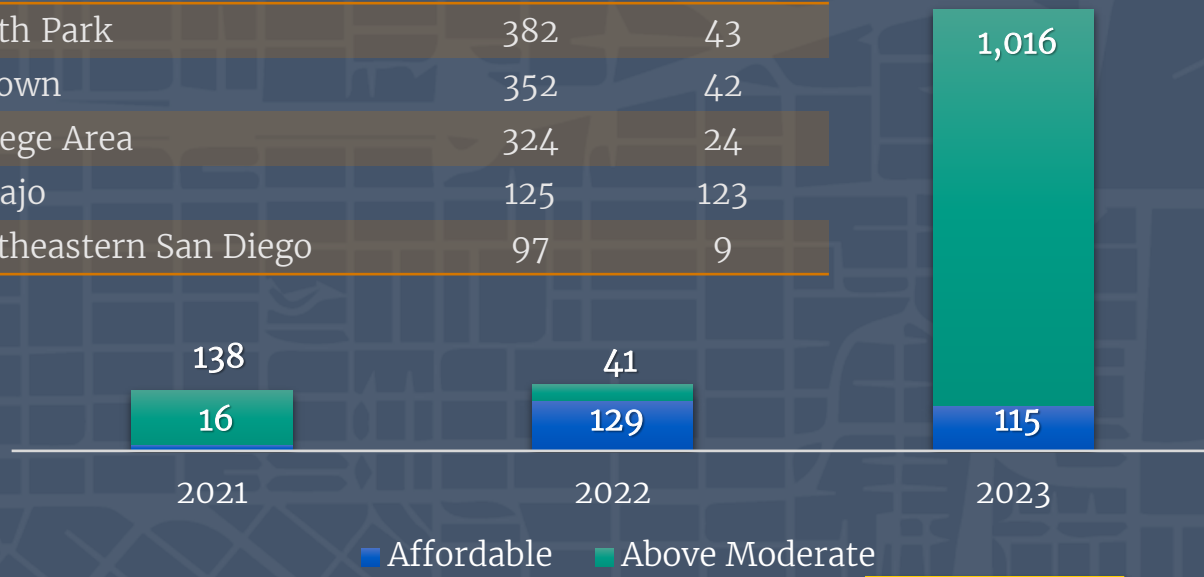 th Park 382 43
own 352 42
ege Area 324 24
ajo 125 123
theastern San Diego 97 9
1,016
138
41
16
129
115
2021 2022 2023
Affordable Above Moderate